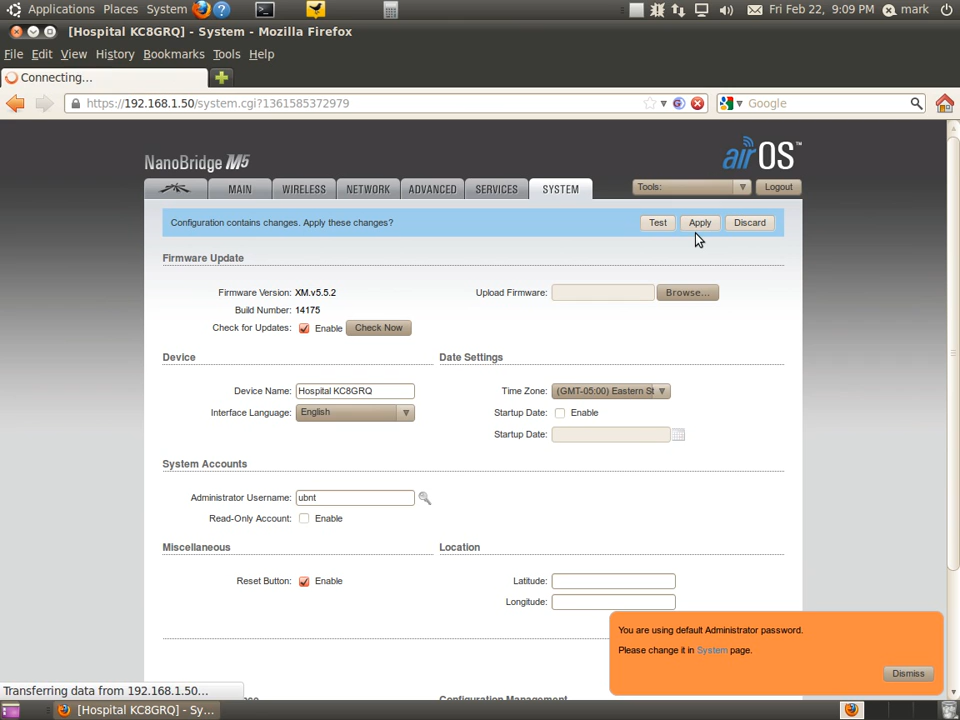 Applications Places System ? Fri Feb 22, 9:09 PM mark
[Hospital KC8GRQ] - System - Mozilla Firefox
File Edit View History Bookmarks Tools Help
Connecting...
https://192.168.1.50/system.cgi?1361585372979 Google
NanoBridge M5 airOS™
MAIN WIRELESS NETWORK ADVANCED SERVICES SYSTEM Tools: Logout
Configuration contains changes. Apply these changes? Test Apply Discard
Firmware Update
Firmware Version: XM.v5.5.2 Upload Firmware: Browse...
Build Number: 14175
Check for Updates: Enable Check Now
Device Date Settings
Device Name: Hospital KC8GRQ Time Zone: (GMT-05:00) Eastern St
Interface Language: English Startup Date: Enable
Startup Date:
System Accounts
Administrator Username: ubnt
Read-Only Account: Enable
Miscellaneous Location
Reset Button: Enable Latitude:
Longitude:
You are using default Administrator password.
Please change it in System page.
Dismiss
Transferring data from 192.168.1.50...
Configuration Management
[Hospital KC8GRQ] - Sy...